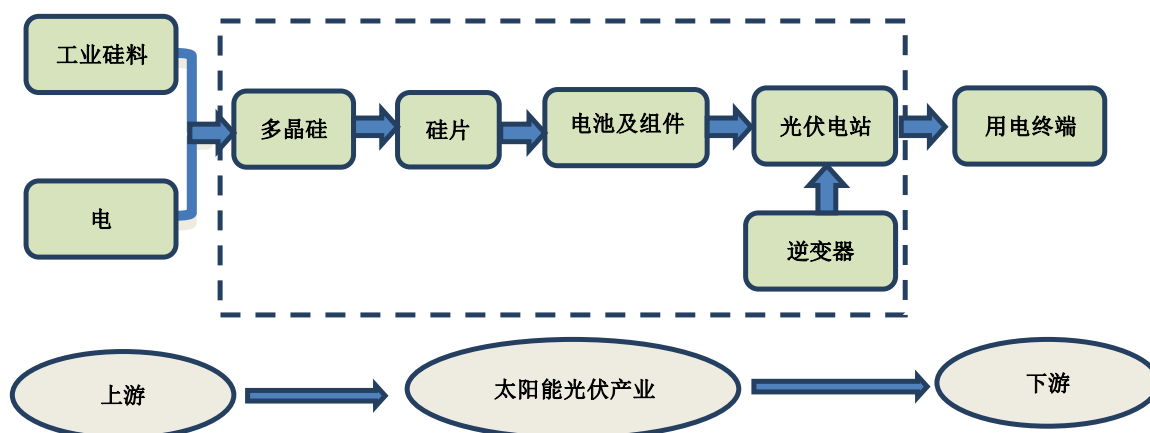 工业硅料
多晶硅
硅片
电池及组件
光伏电站
用电终端
电
逆变器
上游
太阳能光伏产业
下游